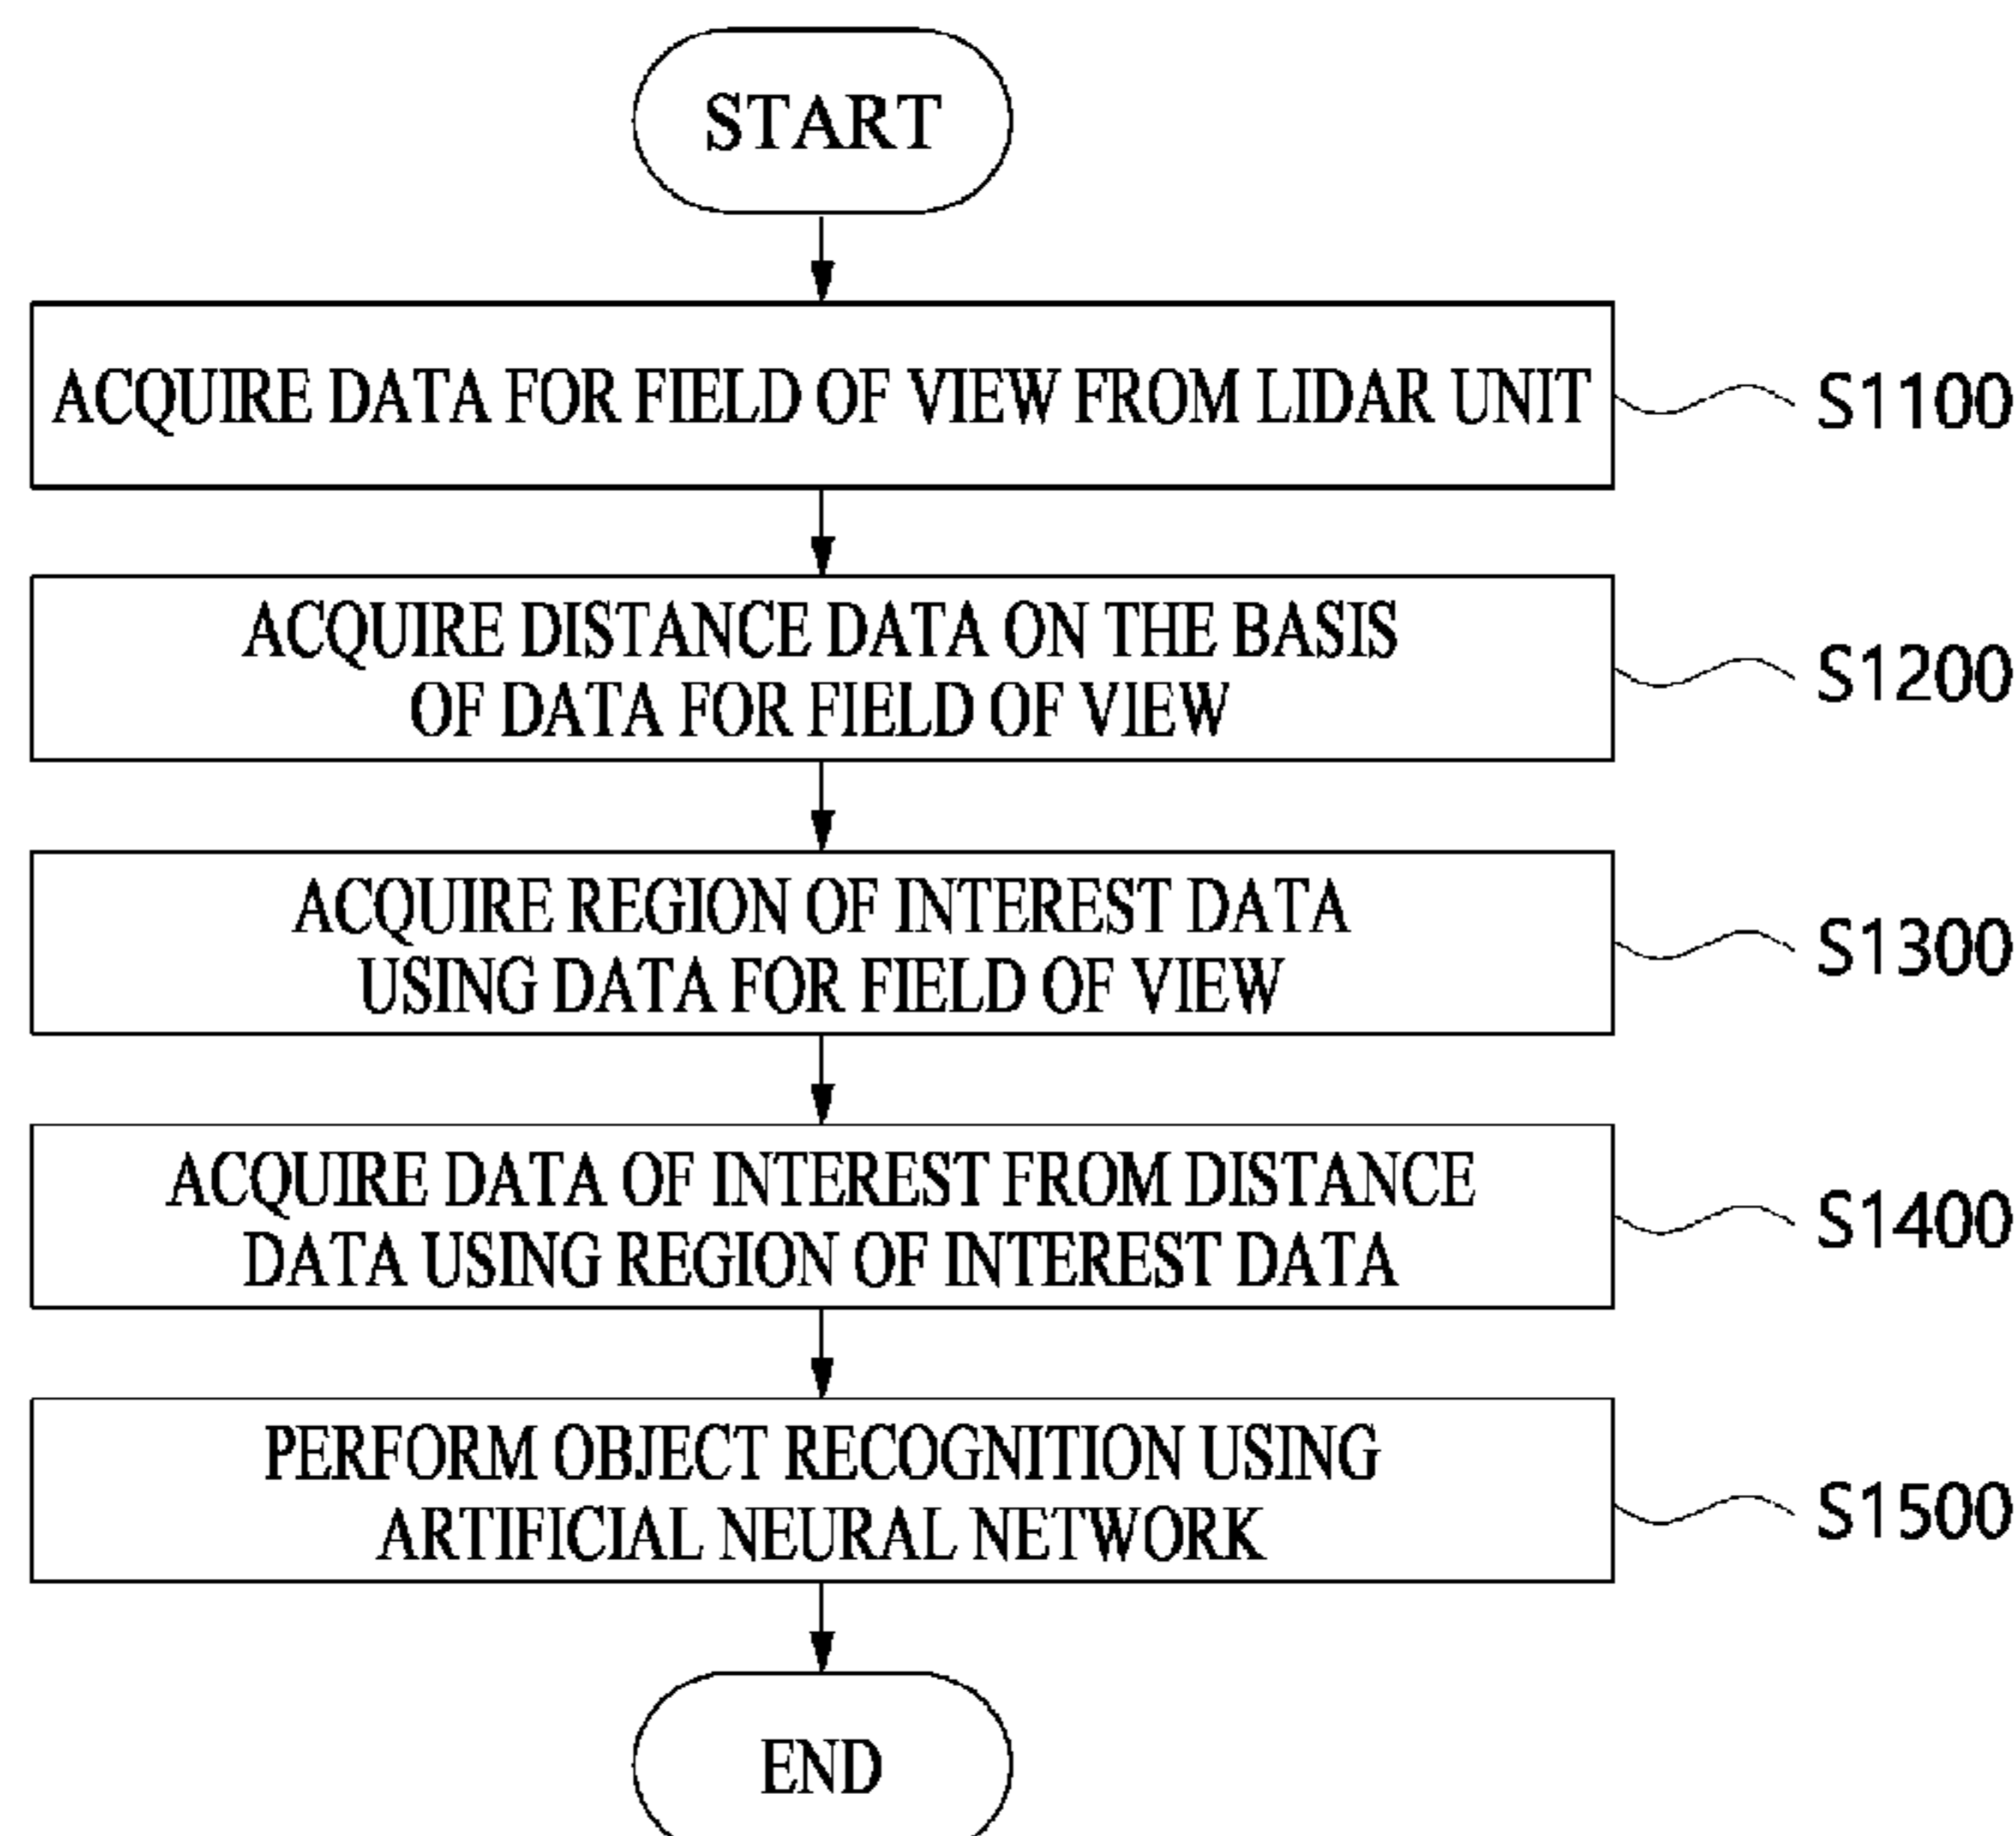 START
ACQUIRE DATA FOR FIELD OF VIEW FROM LIDAR UNIT
S1100
ACQUIRE DISTANCE DATA ON THE BASIS
OF DATA FOR FIELD OF VIEW
S1200
ACQUIRE REGION OF INTEREST DATA
USING DATA FOR FIELD OF VIEW
S1300
ACQUIRE DATA OF INTEREST FROM DISTANCE
DATA USING REGION OF INTEREST DATA
S1400
PERFORM OBJECT RECOGNITION USING
ARTIFICIAL NEURAL NETWORK
S1500
END